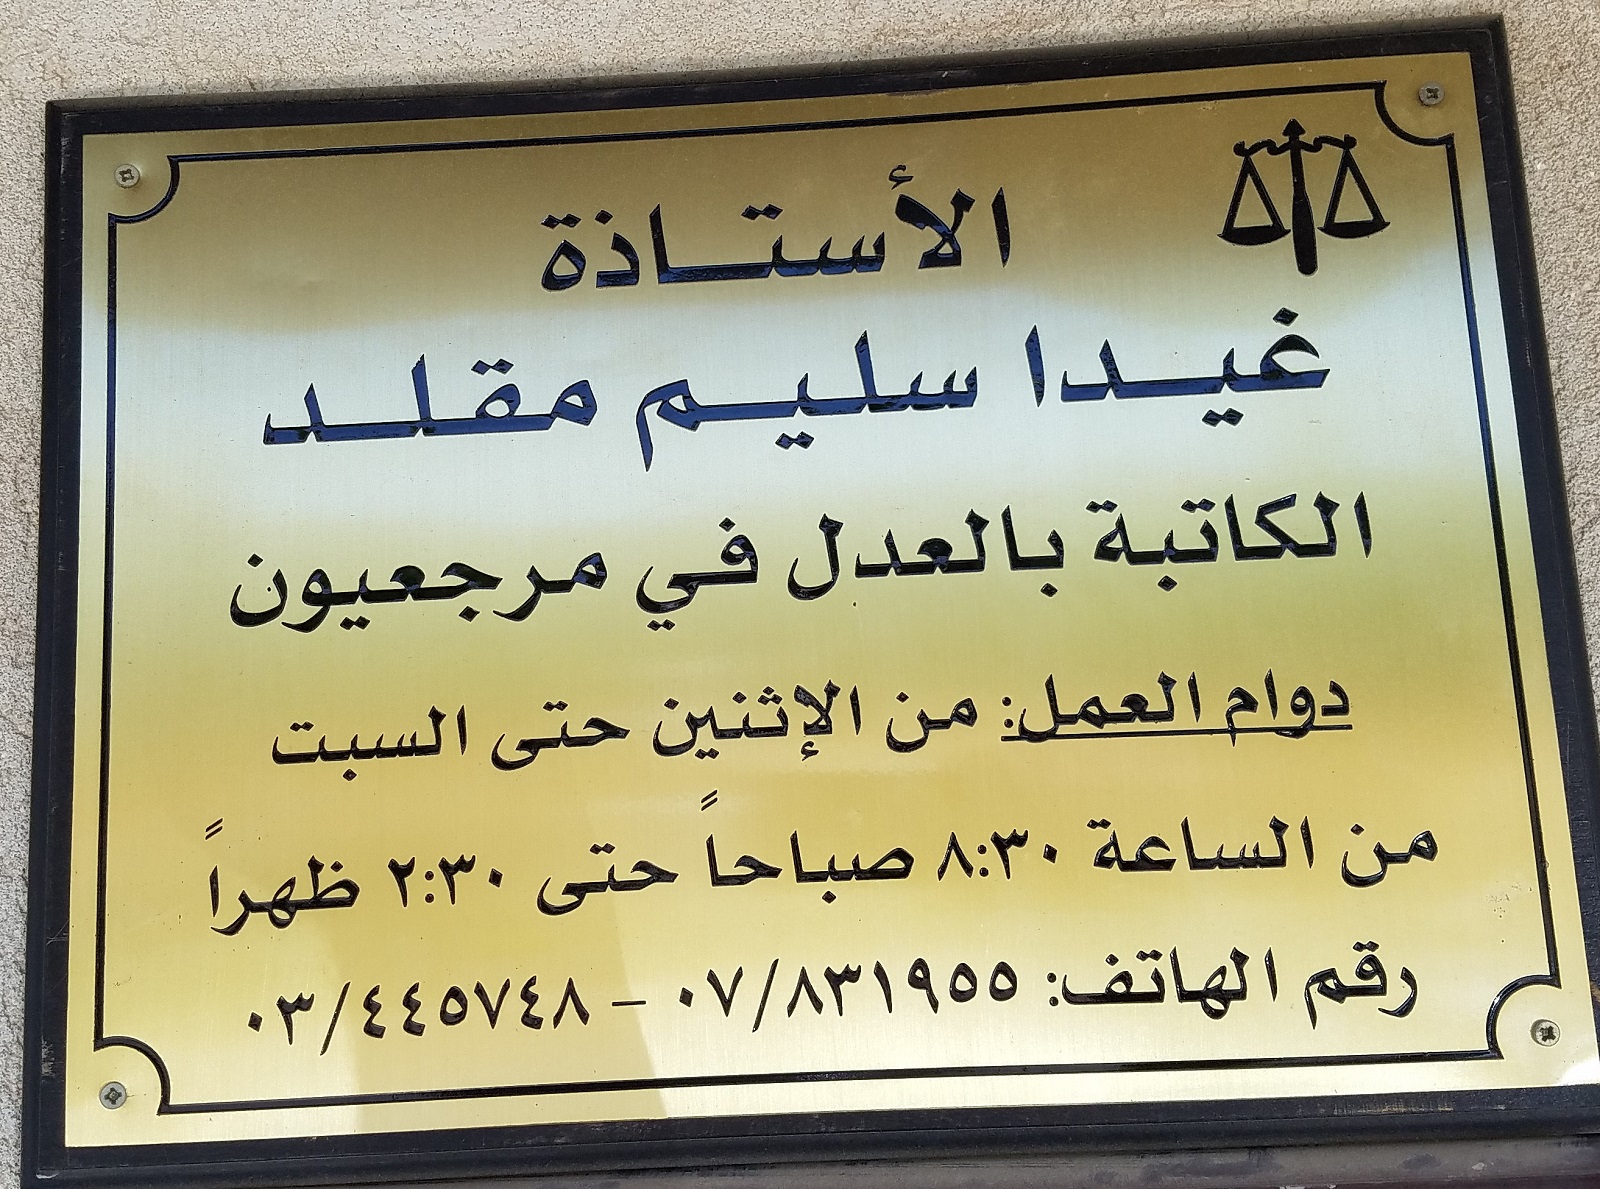 الأستاذة
غيدا سليم مقلد
الكاتبة بالعدل في مرجعيون
دوام العمل: من الإثنين حتى السبت
من الساعة ٨:٣٠ صباحاً حتى ٢:٣٠ ظهراً
رقم الهاتف: ٠٧/٨٣١٩٥٥ - ٠٣/٤٤٥٧٤٨